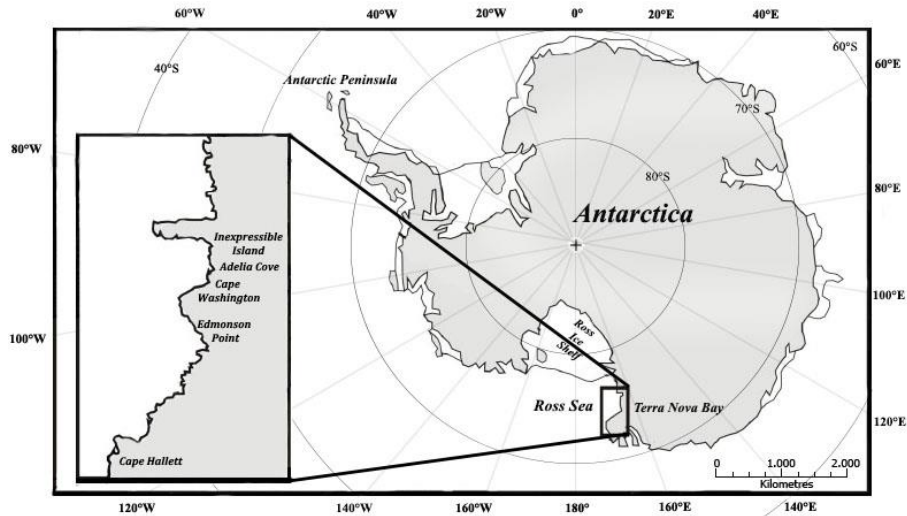 60°W
40°W
20°W
0°
20°E
40°E
60°S
40°S
60°E
Antarctic Peninsula
70°S
80°W
80°S
80°E
Antarctica
Inexpressible
Island
Adelia Cove
Cape
Washington
100°E
Edmonson
Point
100°W
Ross
Ice
Shelf
Ross Sea
Terra Nova Bay
120°E
Cape Hallett
0
1.000
2.000
Kilometres
120°W
140°W
160°W
180°W
160°E
140°E